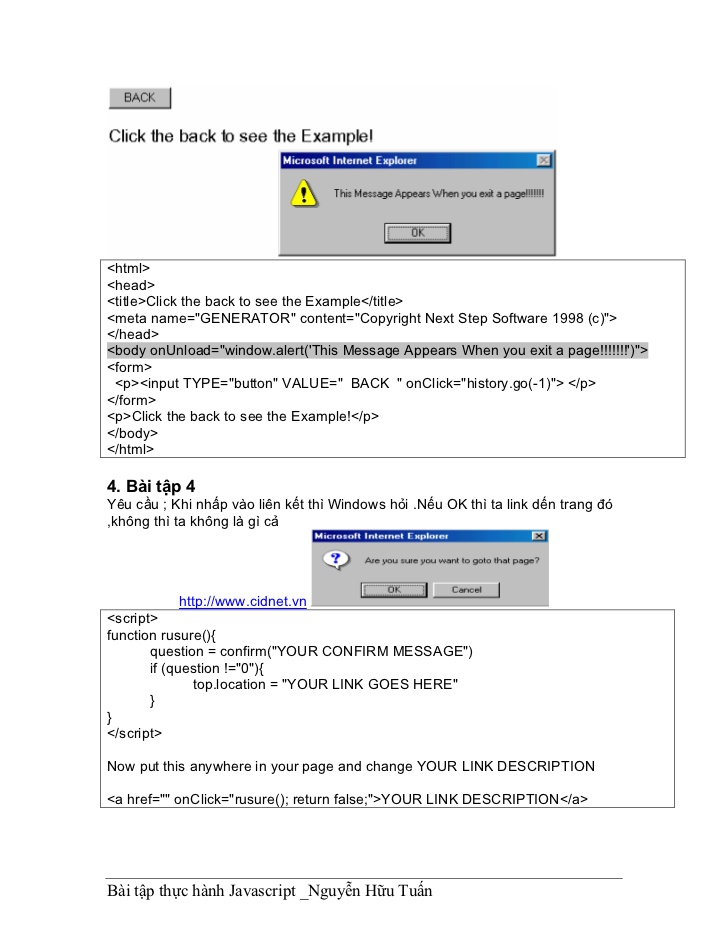 BACK
Click the back to see the Example!
Microsoft Internet Explorer
This Message Appears When you exit a page!!!!!!!
OK
<html>
<head>
<title>Click the back to see the Example</title>
<meta name="GENERATOR" content="Copyright Next Step Software 1998 (c)">
</head>
<body onUnload="window.alert('This Message Appears When you exit a page!!!!!!!')">
<form>
<p><input TYPE="button" VALUE="  BACK  " onClick="history.go(-1)"> </p>
</form>
<p>Click the back to see the Example!</p>
</body>
</html>
4. Bài tập 4
Yêu cầu ; Khi nhấp vào liên kết thì Windows hỏi .Nếu OK thì ta link dến trang đó
,không thì ta không là gì cả
Microsoft Internet Explorer
Are you sure you want to goto that page?
OK Cancel
http://www.cidnet.vn
<script>
function rusure(){
question = confirm("YOUR CONFIRM MESSAGE")
if (question !="0"){
top.location = "YOUR LINK GOES HERE"
}
}
</script>
Now put this anywhere in your page and change YOUR LINK DESCRIPTION
<a href="" onClick="rusure(); return false;">YOUR LINK DESCRIPTION</a>
Bài tập thực hành Javascript _Nguyễn Hữu Tuấn